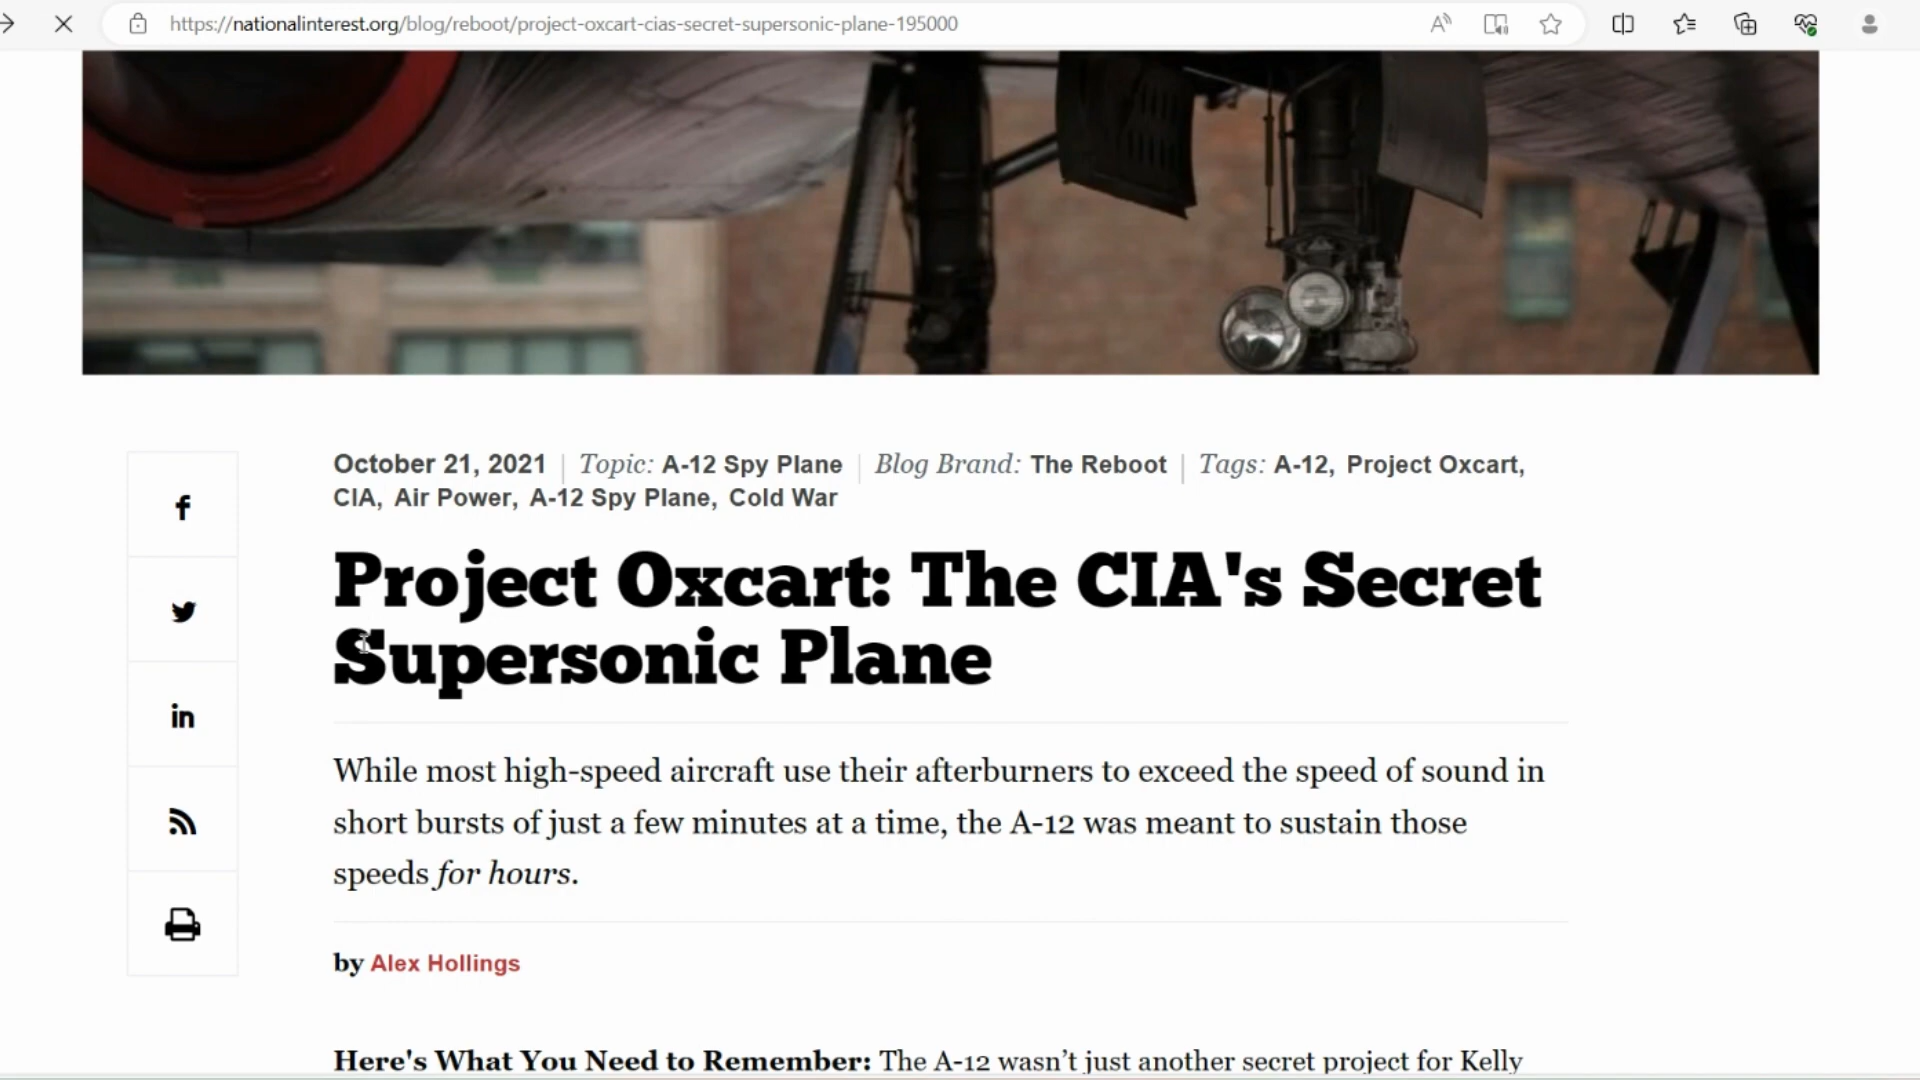 https://nationalinterest.org/blog/reboot/project-oxcart-cias-secret-supersonic-plane-195000
October 21, 2021 | Topic: A-12 Spy Plane | Blog Brand: The Reboot | Tags: A-12, Project Oxcart,
CIA, Air Power, A-12 Spy Plane, Cold War
Project Oxcart: The CIA's Secret
Supersonic Plane
While most high-speed aircraft use their afterburners to exceed the speed of sound in
short bursts of just a few minutes at a time, the A-12 was meant to sustain those
speeds for hours.
by Alex Hollings
Here's What You Need to Remember: The A-12 wasn’t just another secret project for Kelly